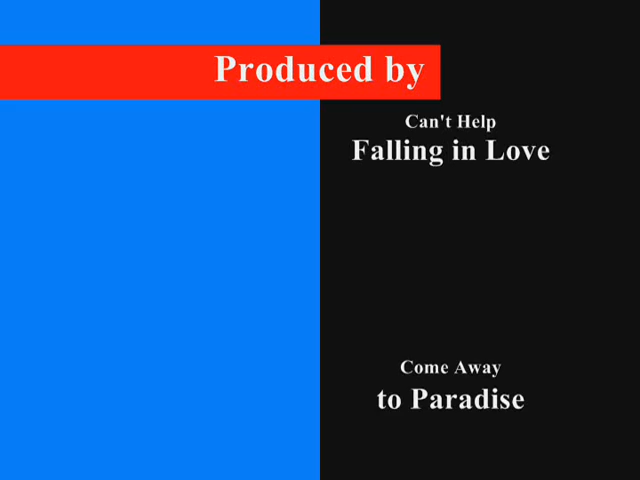 Produced by
Can't Help
Falling in Love
Come Away
to Paradise